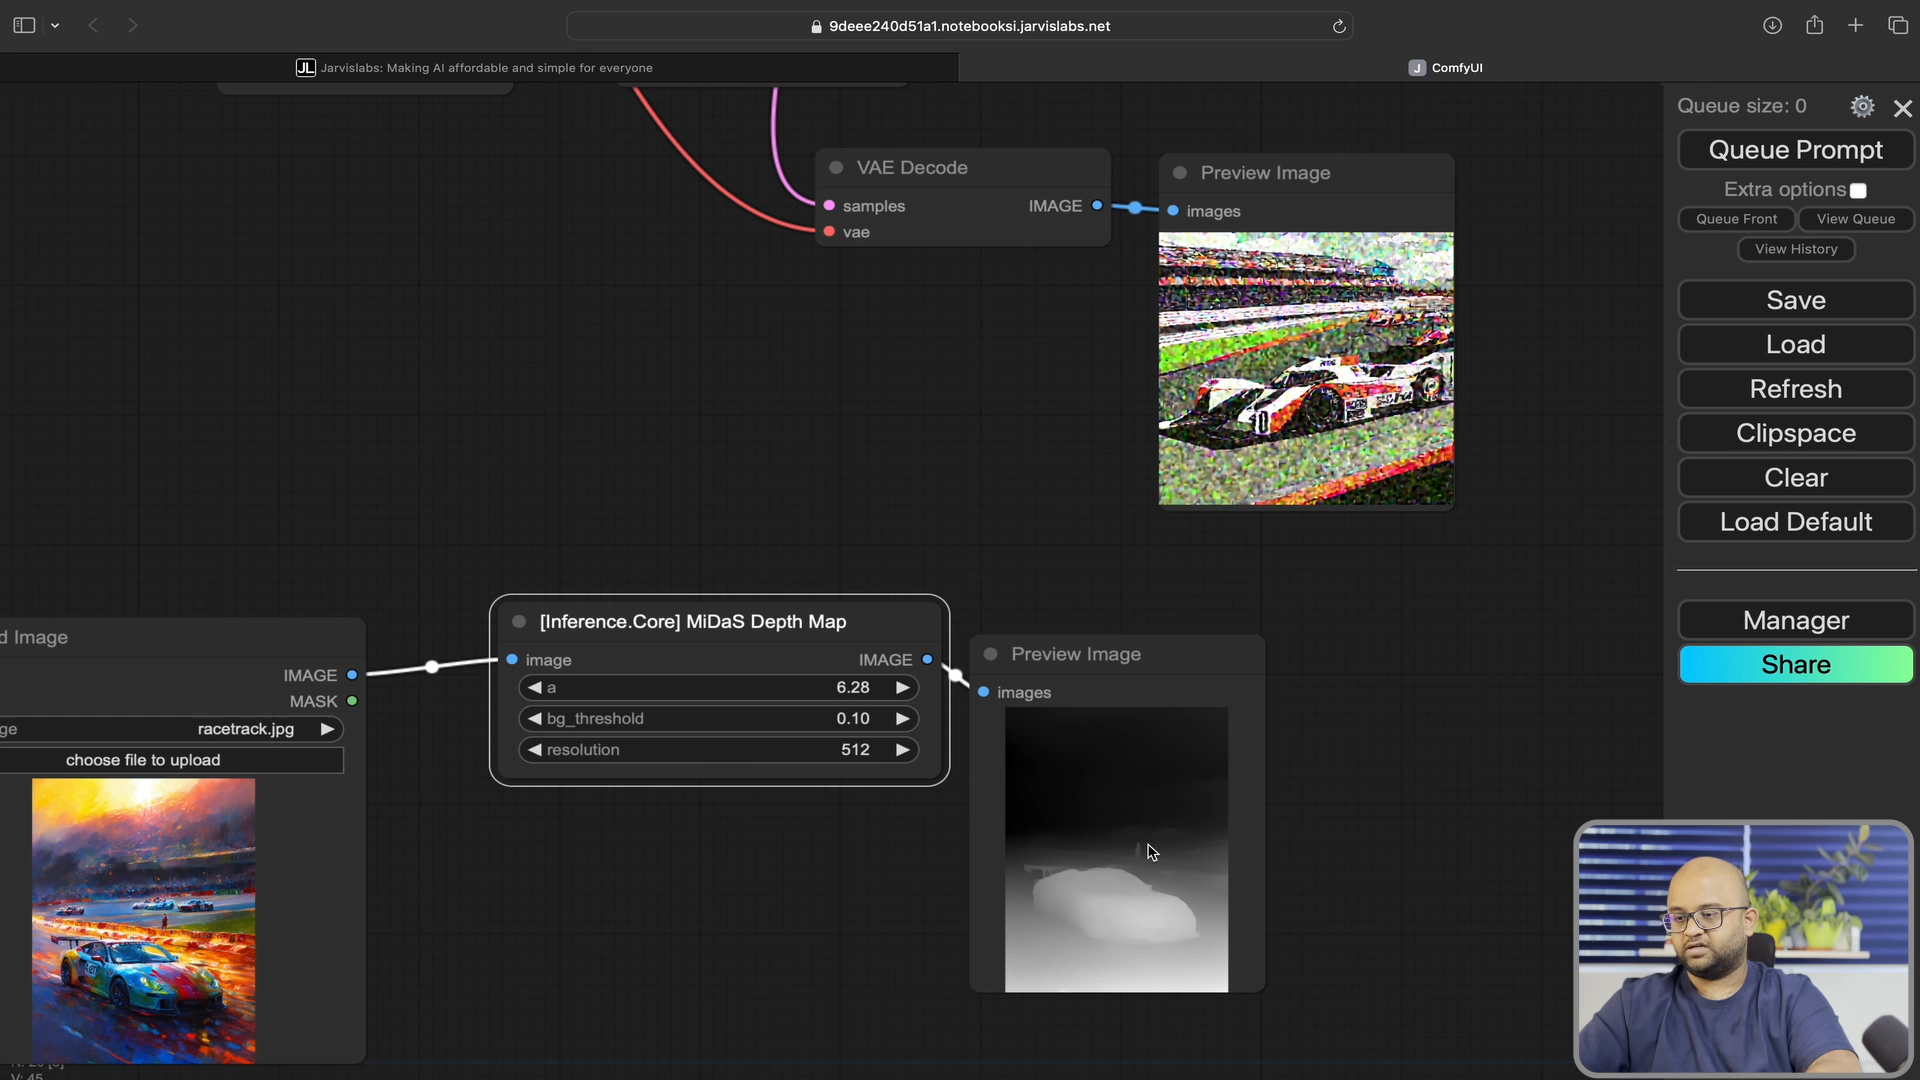 9deee240d51a1.notebooksi.jarvislabs.net
JL Jarvislabs: Making AI affordable and simple for everyone
J ComfyUI
Queue size: 0
Queue Prompt
Extra options
Queue Front View Queue
View History
Save
Load
Refresh
Clipspace
Clear
Load Default
Manager
Share
VAE Decode
samples IMAGE
vae
Preview Image
images
d Image
IMAGE
MASK
ge racetrack.jpg
choose file to upload
[Inference.Core] MiDaS Depth Map
image IMAGE
a 6.28
bg_threshold 0.10
resolution 512
Preview Image
images
V: 45